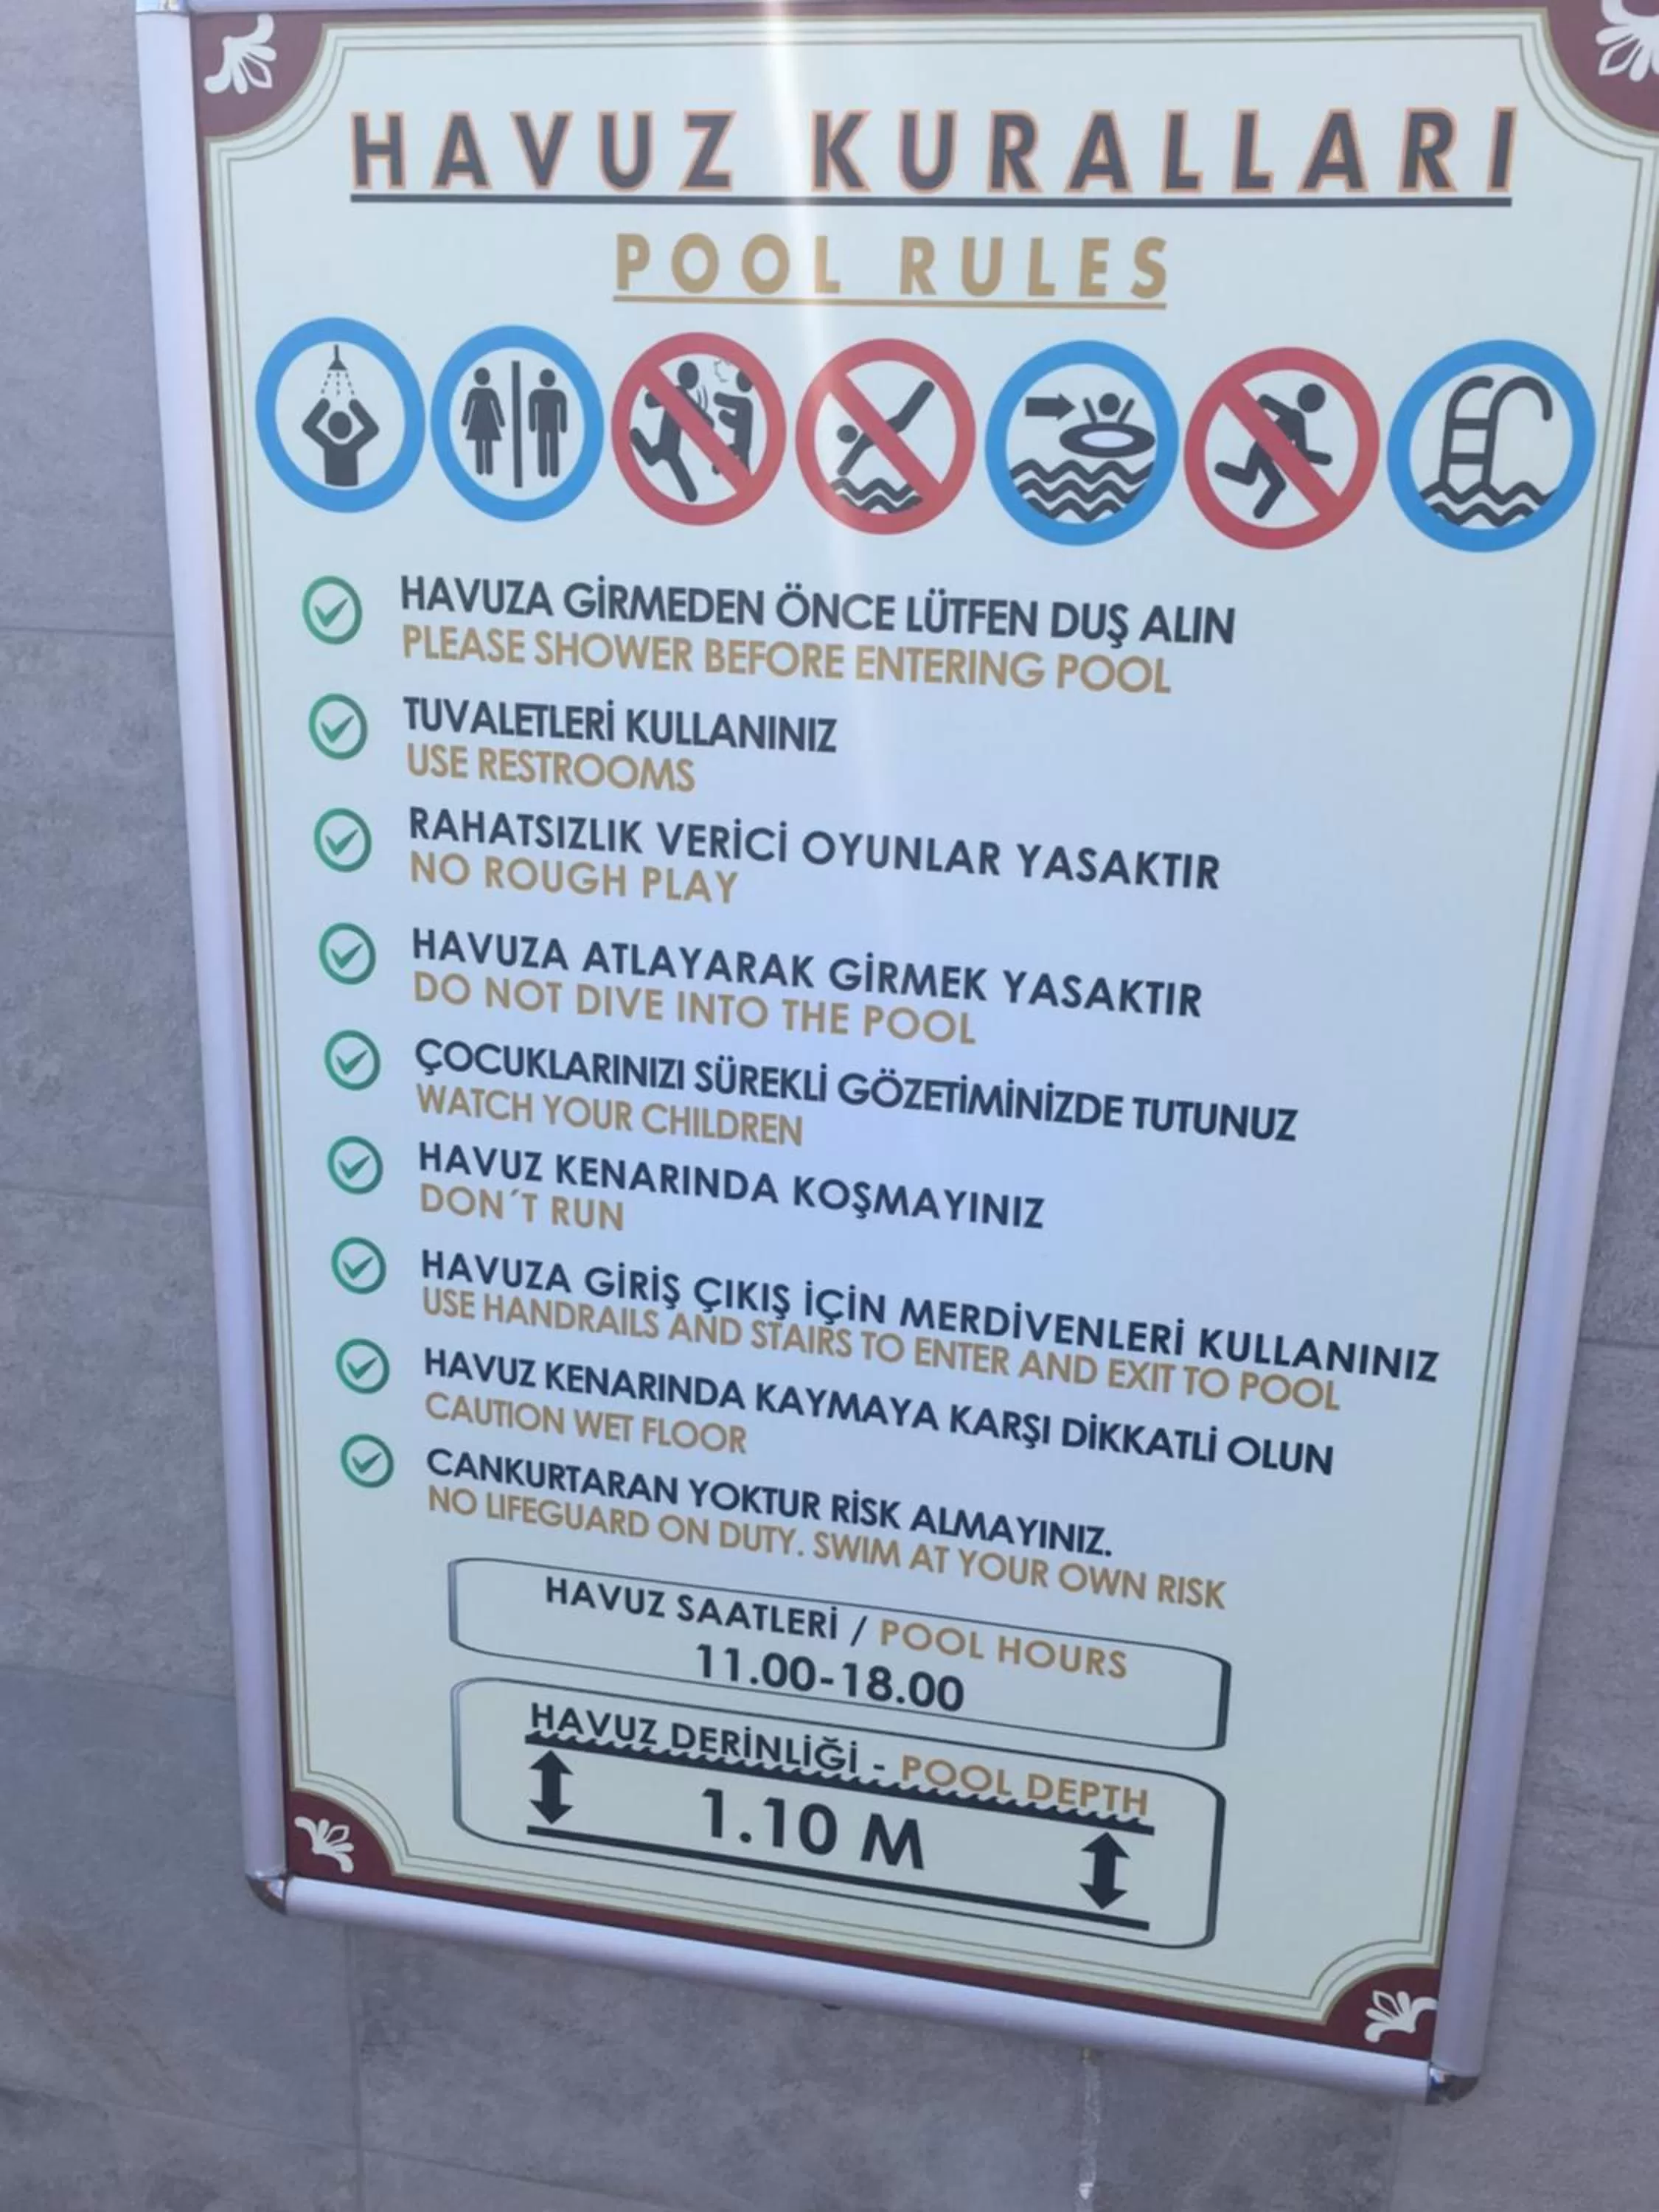 HAVUZ KURALLARI
POOL RULES
HAVUZA GİRMEDEN ÖNCE LÜTFEN DUŞ ALIN
PLEASE SHOWER BEFORE ENTERING POOL
TUVALETLERİ KULLANINIZ
USE RESTROOMS
RAHATSIZLIK VERİCİ OYUNLAR YASAKTIR
NO ROUGH PLAY
HAVUZA ATLAYARAK GİRMEK YASAKTIR
DO NOT DIVE INTO THE POOL
ÇOCUKLARINIZI SÜREKLİ GÖZETİMİNİZDE TUTUNUZ
WATCH YOUR CHILDREN
HAVUZ KENARINDA KOŞMAYINIZ
DON´T RUN
HAVUZA GİRİŞ ÇIKIŞ İÇİN MERDİVENLERİ KULLANINIZ
USE HANDRAILS AND STAIRS TO ENTER AND EXIT TO POOL
HAVUZ KENARINDA KAYMAYA KARŞI DİKKATLİ OLUN
CAUTION WET FLOOR
CANKURTARAN YOKTUR RİSK ALMAYINIZ.
NO LIFEGUARD ON DUTY. SWIM AT YOUR OWN RISK
HAVUZ SAATLERİ / POOL HOURS
11.00-18.00
HAVUZ DERİNLİĞİ - POOL DEPTH
1.10 M